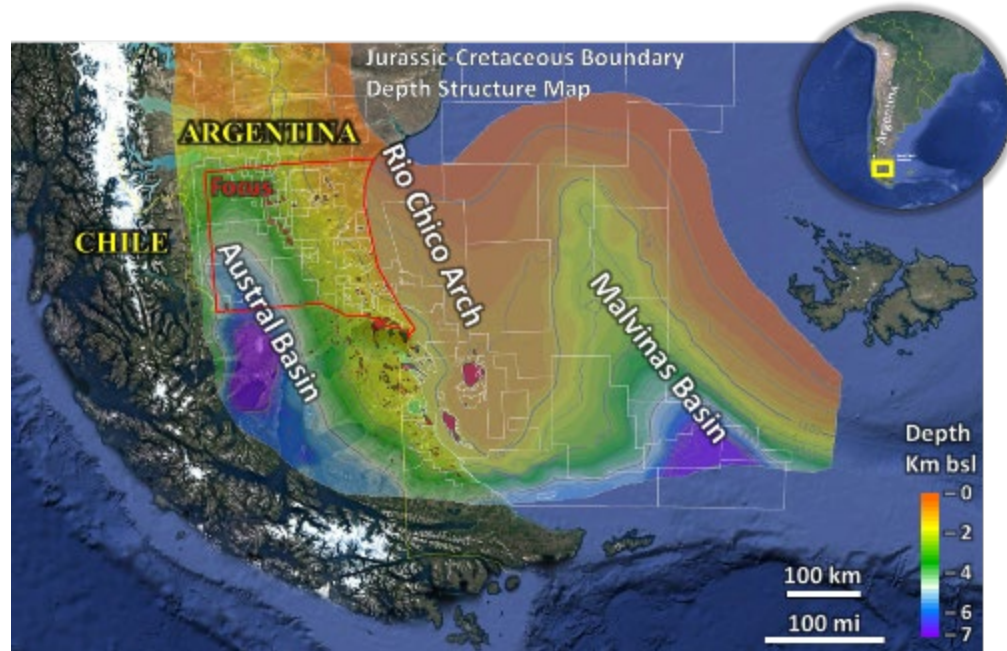 Jurassic-Cretaceous Boundary
Depth Structure Map
Argentina
ARGENTINA
Focus
CHILE
Rio Chico Arch
Austral Basin
Malvinas Basin
Depth
Km bsl
0
2
4
6
7
100 km
100 mi